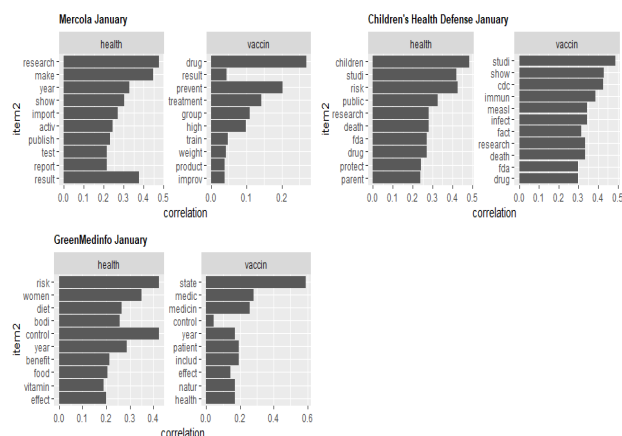 Mercola January
health
vaccin
item2
research
make
year
show
import
activ
publish
test
report
result
drug
result
prevent
treatment
group
high
train
weight
product
improv
0.0 0.1 0.2 0.3 0.4 0.5
0.0 0.1 0.2
correlation
Children's Health Defense January
health
vaccin
item2
children
studi
risk
public
research
death
fda
drug
protect
parent
studi
show
cdc
immun
measl
infect
fact
research
death
fda
drug
0.0 0.1 0.2 0.3 0.4 0.5
0.0 0.1 0.2 0.3 0.4 0.5
correlation
GreenMedinfo January
health
vaccin
item2
risk
women
diet
bodi
control
year
benefit
food
vitamin
effect
state
medic
medicin
control
year
patient
includ
effect
natur
health
0.0 0.1 0.2 0.3 0.4
0.0 0.2 0.4 0.6
correlation